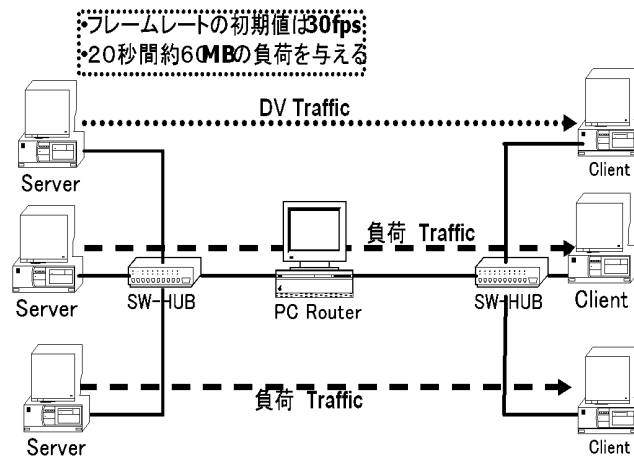 •フレームレートの初期値は30fps
•20秒間約60MBの負荷を与える
DV Traffic
Server
Client
負荷 Traffic
Server
SW-HUB
PC Router
SW-HUB
Client
負荷 Traffic
Server
Client